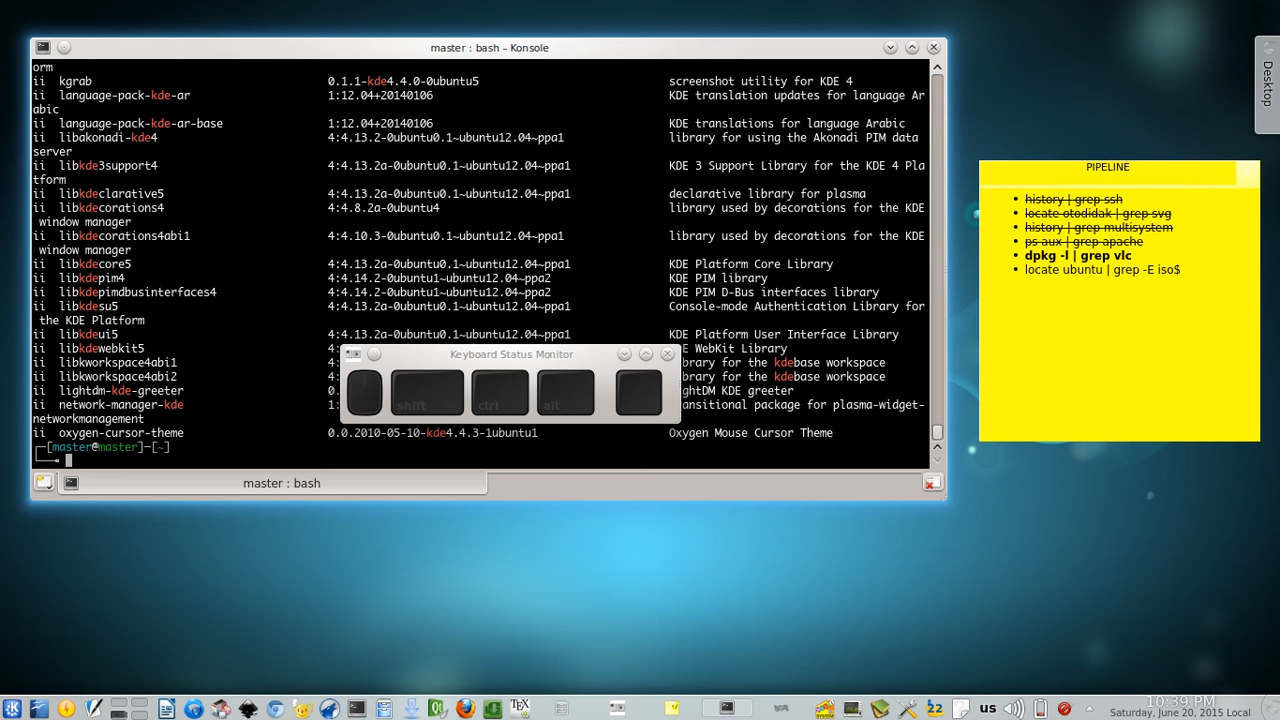 master : bash – Konsole
orm
ii  kgrab  0.1.1-kde4.4.0-0ubuntu5  screenshot utility for KDE 4
ii  language-pack-kde-ar  1:12.04+20140106  KDE translation updates for language Ar
abic
ii  language-pack-kde-ar-base  1:12.04+20140106  KDE translations for language Arabic
ii  libakonadi-kde4  4:4.13.2-0ubuntu0.1~ubuntu12.04~ppa1  library for using the Akonadi PIM data
server
ii  libkde3support4  4:4.13.2a-0ubuntu0.1~ubuntu12.04~ppa1  KDE 3 Support Library for the KDE 4 Pla
tform
ii  libkdeclarative5  4:4.13.2a-0ubuntu0.1~ubuntu12.04~ppa1  declarative library for plasma
ii  libkdecorations4  4:4.8.2a-0ubuntu4  library used by decorations for the KDE
window manager
ii  libkdecorations4abi1  4:4.10.3-0ubuntu0.1~ubuntu12.04~ppa1  library used by decorations for the KDE
window manager
ii  libkdecore5  4:4.13.2a-0ubuntu0.1~ubuntu12.04~ppa1  KDE Platform Core Library
ii  libkdepim4  4:4.14.2-0ubuntu1~ubuntu12.04~ppa2  KDE PIM library
ii  libkdepimdbusinterfaces4  4:4.14.2-0ubuntu1~ubuntu12.04~ppa2  KDE PIM D-Bus interfaces library
ii  libkdesu5  4:4.13.2a-0ubuntu0.1~ubuntu12.04~ppa1  Console-mode Authentication Library for
the KDE Platform
ii  libkdeui5  4:4.13.2a-0ubuntu0.1~ubuntu12.04~ppa1  KDE Platform User Interface Library
ii  libkdewebkit5  4:  WebKit Library
ii  libkworkspace4abi1  4:  brary for the kdebase workspace
ii  libkworkspace4abi2  4:  brary for the kdebase workspace
ii  lightdm-kde-greeter  0.  ghtDM KDE greeter
ii  network-manager-kde  1:  ansitional package for plasma-widget-
networkmanagement
ii  oxygen-cursor-theme  0.0.2010-05-10-kde4.4.3-1ubuntu1  Oxygen Mouse Cursor Theme
┌─[master@master]─[~]
└──╼
master : bash
Keyboard Status Monitor
shift  ctrl  alt
Desktop
PIPELINE
• history | grep ssh
• locate otodidak | grep svg
• history | grep multisystem
• ps aux | grep apache
• dpkg -l | grep vlc
• locate ubuntu | grep -E iso$
us
22
10:39 PM
Saturday, June 20, 2015 Local